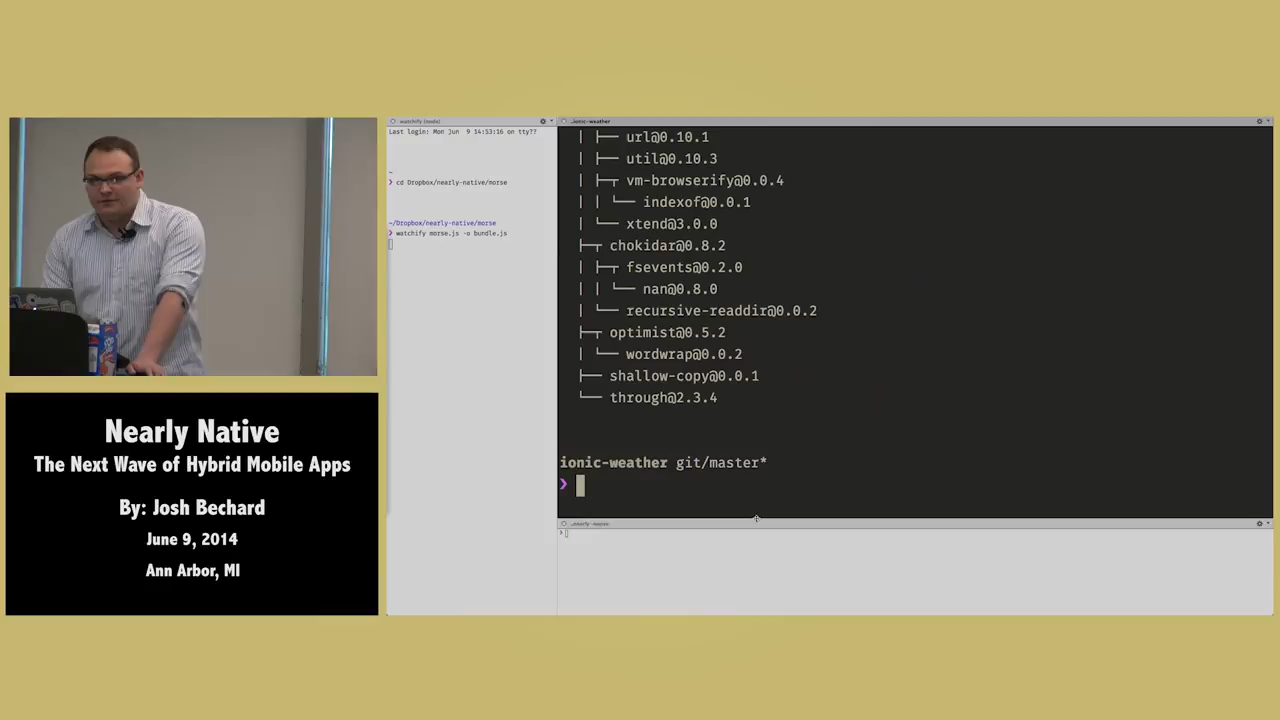 Nearly Native
The Next Wave of Hybrid Mobile Apps
By: Josh Bechard
June 9, 2014
Ann Arbor, MI
watchify (node)
Last login: Mon Jun 9 14:53:16 on tty??
~
❯ cd Dropbox/nearly-native/morse
~/Dropbox/nearly-native/morse
❯ watchify morse.js -o bundle.js
..ionic-weather
│ ├── url@0.10.1
│ ├── util@0.10.3
│ ├─┬ vm-browserify@0.0.4
│ │ └── indexof@0.0.1
│ └── xtend@3.0.0
├─┬ chokidar@0.8.2
│ ├─┬ fsevents@0.2.0
│ │ └── nan@0.8.0
│ └── recursive-readdir@0.0.2
├─┬ optimist@0.5.2
│ └── wordwrap@0.0.2
├── shallow-copy@0.0.1
└── through@2.3.4
ionic-weather git/master*
❯
❯